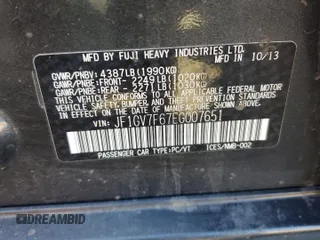 MFD BY FUJI HEAVY INDUSTRIES LTD.
MFD IN 10/13
GVWR/PNBV: 4387LB(1990KG)
GAWR/PNBE:FRONT- 2249LB(1020KG)
GAWR/PNBE:REAR - 2271LB(1030KG)
THIS VEHICLE CONFORMS TO ALL APPLICABLE FEDERAL MOTOR
VEHICLE SAFETY, BUMPER, AND THEFT PREVENTION STANDARDS
IN EFFECT ON THE DATE OF MANUFACTURE SHOWN ABOVE.
VIN: JF1GV7F67EG007651
PASSENGER CAR TYPE:PC/VT ICES/NMB-002
DREAMBID